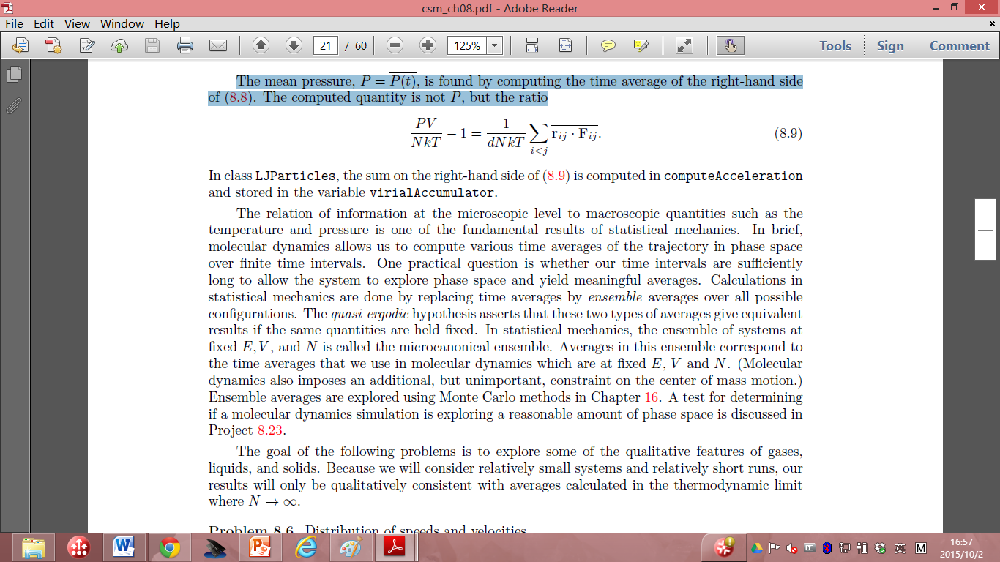 csm_ch08.pdf - Adobe Reader
File Edit View Window Help
21 / 60 125% Tools Sign Comment
The mean pressure, P = \overline{P(t)}, is found by computing the time average of the right-hand side
of (8.8). The computed quantity is not P, but the ratio
\frac{PV}{NkT} − 1 = \frac{1}{dNkT} \sum_{i<j} \overline{r_{ij} · F_{ij}}. (8.9)
In class LJParticles, the sum on the right-hand side of (8.9) is computed in computeAcceleration
and stored in the variable virialAccumulator.
The relation of information at the microscopic level to macroscopic quantities such as the
temperature and pressure is one of the fundamental results of statistical mechanics. In brief,
molecular dynamics allows us to compute various time averages of the trajectory in phase space
over finite time intervals. One practical question is whether our time intervals are sufficiently
long to allow the system to explore phase space and yield meaningful averages. Calculations in
statistical mechanics are done by replacing time averages by ensemble averages over all possible
configurations. The quasi-ergodic hypothesis asserts that these two types of averages give equivalent
results if the same quantities are held fixed. In statistical mechanics, the ensemble of systems at
fixed E, V, and N is called the microcanonical ensemble. Averages in this ensemble correspond to
the time averages that we use in molecular dynamics which are at fixed E, V and N. (Molecular
dynamics also imposes an additional, but unimportant, constraint on the center of mass motion.)
Ensemble averages are explored using Monte Carlo methods in Chapter 16. A test for determining
if a molecular dynamics simulation is exploring a reasonable amount of phase space is discussed in
Project 8.23.
The goal of the following problems is to explore some of the qualitative features of gases,
liquids, and solids. Because we will consider relatively small systems and relatively short runs, our
results will only be qualitatively consistent with averages calculated in the thermodynamic limit
where N → ∞.
Problem 8.6 Distribution of speeds and velocities
英 M 16:57
2015/10/2